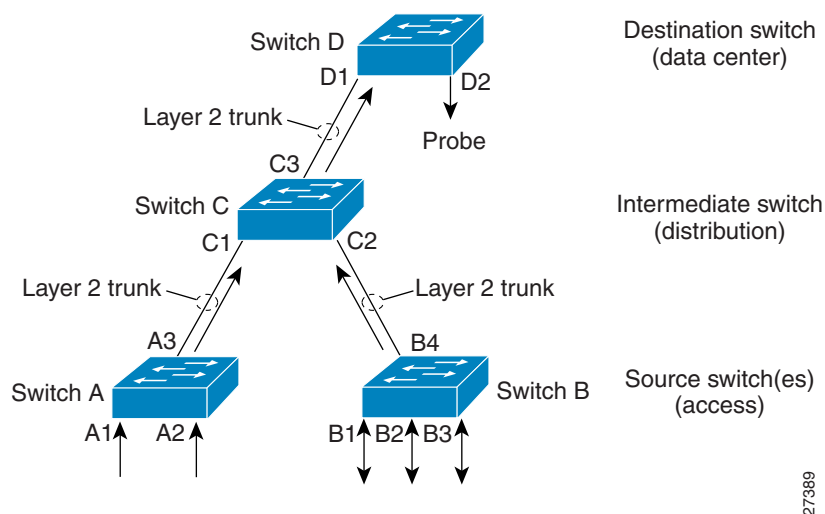 Switch D
Destination switch
(data center)
D1
D2
Layer 2 trunk
Probe
C3
Switch C
Intermediate switch
(distribution)
C1
C2
Layer 2 trunk
Layer 2 trunk
A3
B4
Switch A
Switch B
Source switch(es)
(access)
A1
A2
B1
B2
B3
27389